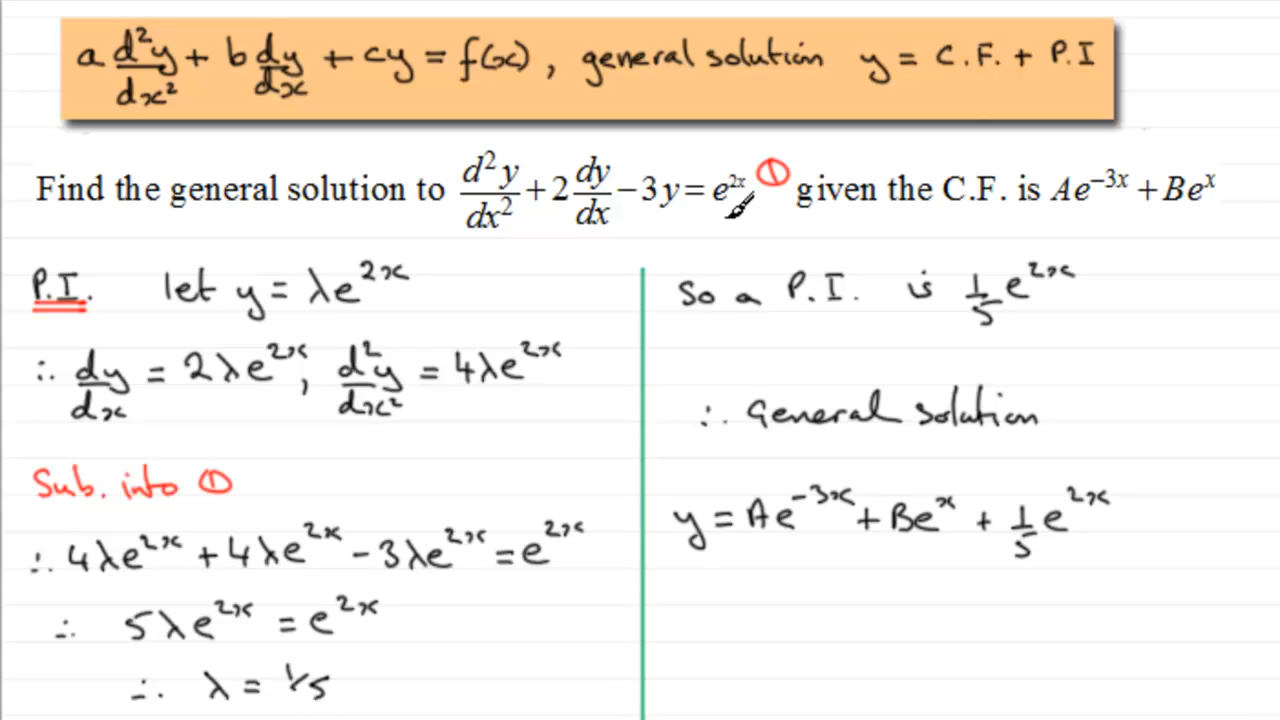 a d²y/dx² + b dy/dx + cy = f(x), general solution y = C.F. + P.I
Find the general solution to d²y/dx² + 2 dy/dx − 3y = e^{2x} ① given the C.F. is Ae^{−3x} + Be^{x}
P.I. let y = λe^{2x}
∴ dy/dx = 2λe^{2x}, d²y/dx² = 4λe^{2x}
Sub. into ①
∴ 4λe^{2x} + 4λe^{2x} − 3λe^{2x} = e^{2x}
∴ 5λe^{2x} = e^{2x}
∴ λ = 1/5
So a P.I. is 1/5 e^{2x}
∴ General solution
y = Ae^{−3x} + Be^{x} + 1/5 e^{2x}